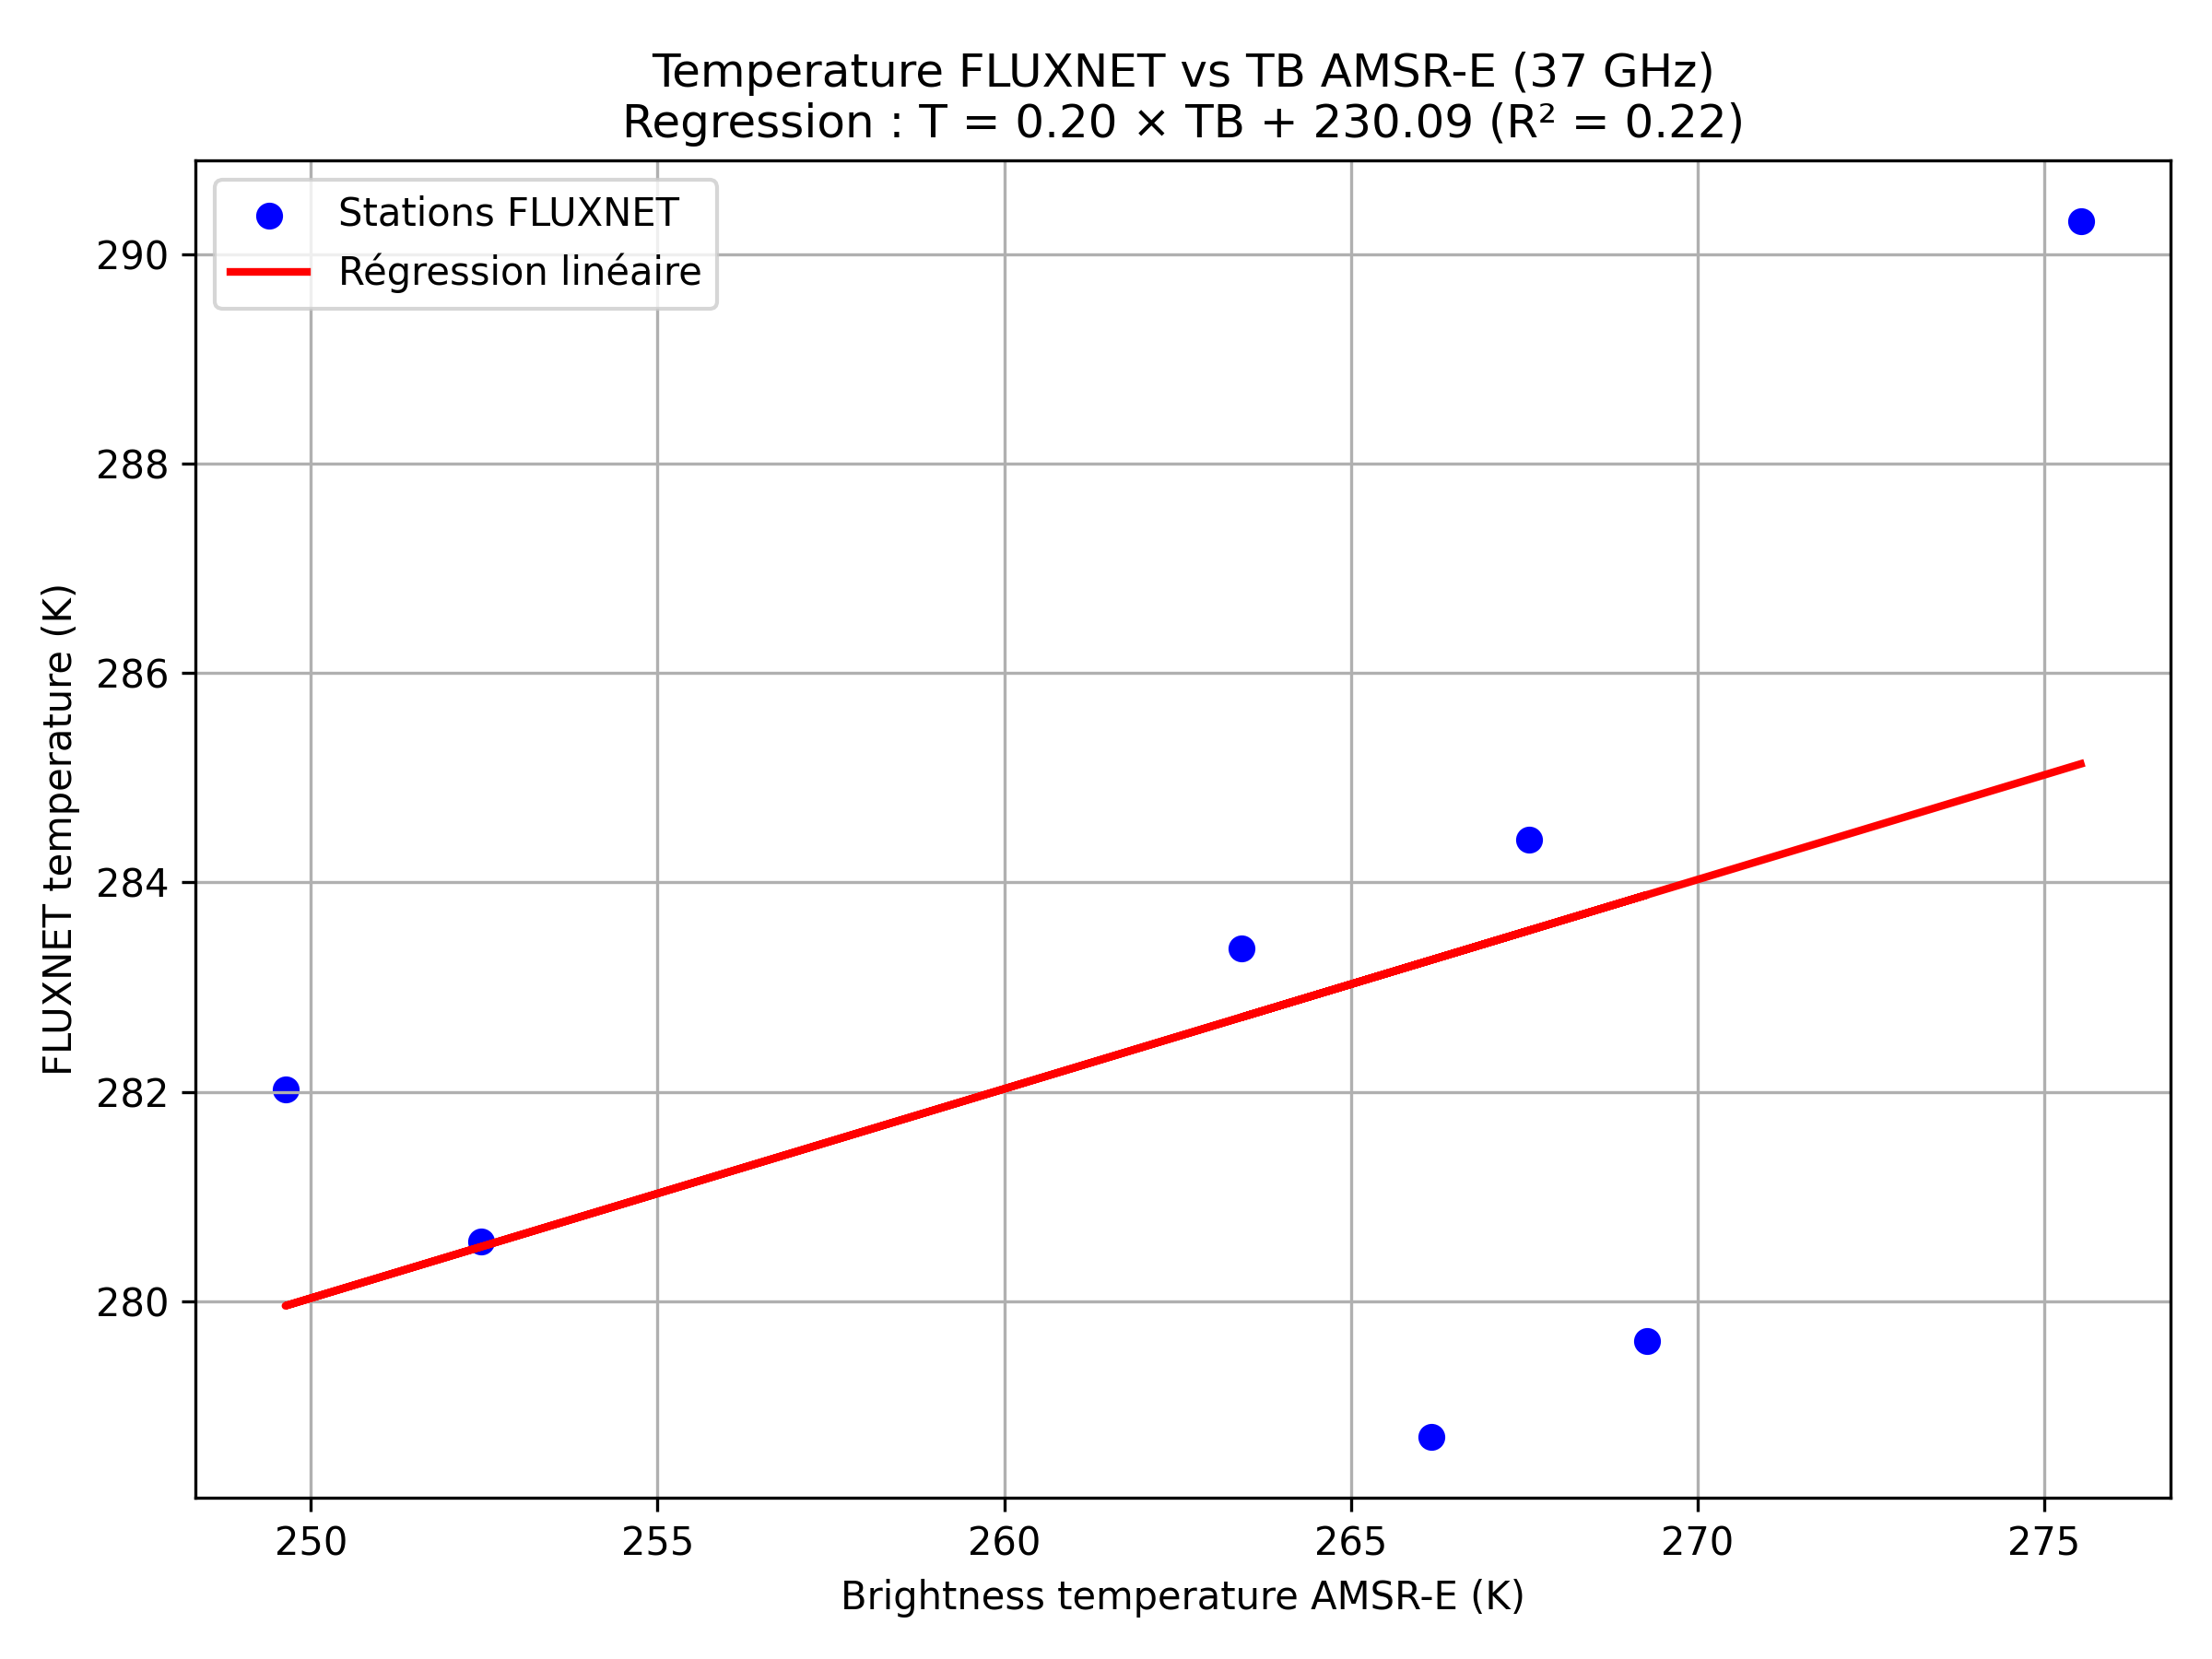 Temperature FLUXNET vs TB AMSR-E (37 GHz)
Regression : T = 0.20 × TB + 230.09 (R² = 0.22)
Stations FLUXNET
Régression linéaire
290
288
286
284
282
280
FLUXNET temperature (K)
250 255 260 265 270 275
Brightness temperature AMSR-E (K)